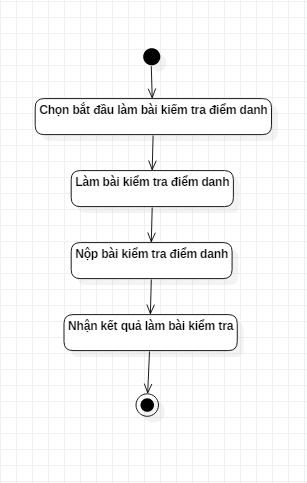 Chọn bắt đầu làm bài kiểm tra điểm danh
Làm bài kiểm tra điểm danh
Nộp bài kiểm tra điểm danh
Nhận kết quả làm bài kiểm tra